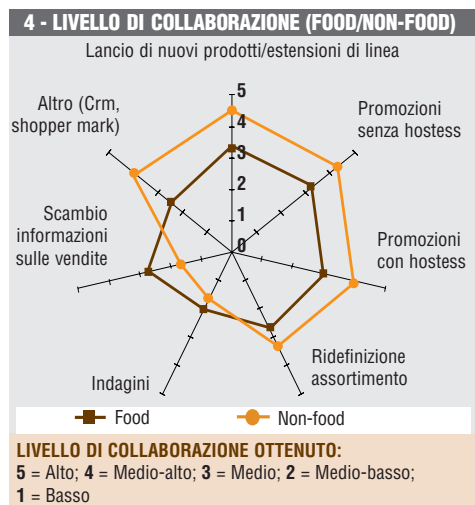 4 - LIVELLO DI COLLABORAZIONE (FOOD/NON-FOOD)
Lancio di nuovi prodotti/estensioni di linea
5
4
3
2
1
0
Promozioni
senza hostess
Promozioni
con hostess
Ridefinizione
assortimento
Indagini
Scambio
informazioni
sulle vendite
Altro (Crm,
shopper mark)
Food
Non-food
LIVELLO DI COLLABORAZIONE OTTENUTO:
5 = Alto; 4 = Medio-alto; 3 = Medio; 2 = Medio-basso;
1 = Basso